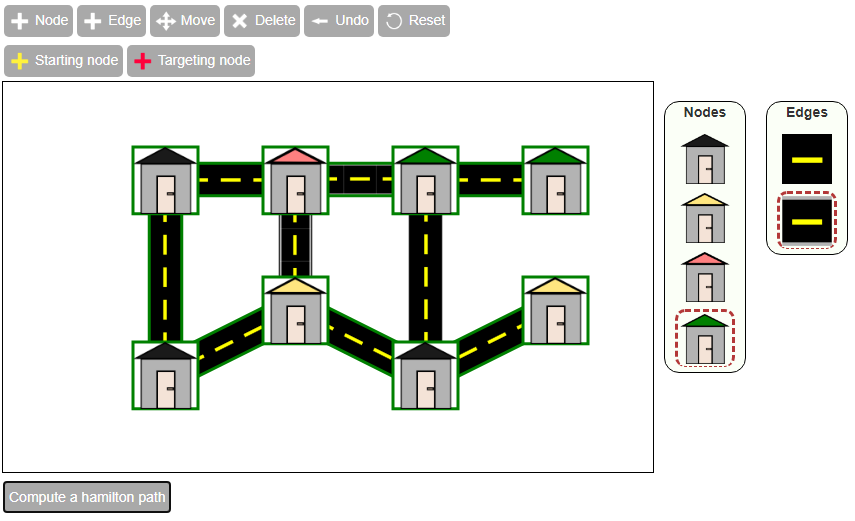 Node Edge Move Delete Undo Reset
Starting node Targeting node
Nodes Edges
Compute a hamilton path